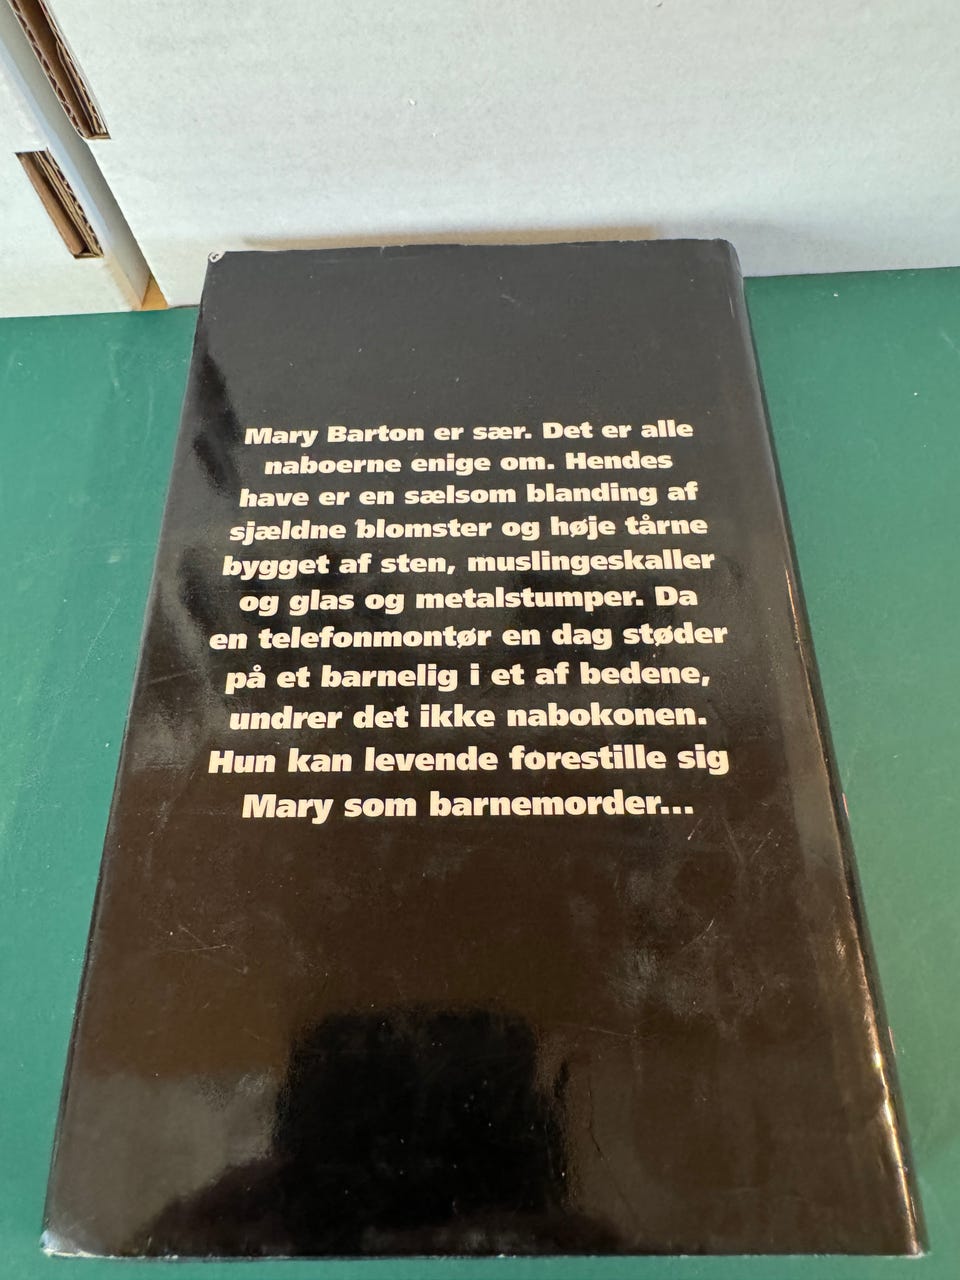 Mary Barton er sær. Det er alle
naboerne enige om. Hendes
have er en sælsom blanding af
sjældne blomster og høje tårne
bygget af sten, muslingeskaller
og glas og metalstumper. Da
en telefonmontør en dag støder
på et barnelig i et af bedene,
undrer det ikke nabokonen.
Hun kan levende forestille sig
Mary som barnemorder...